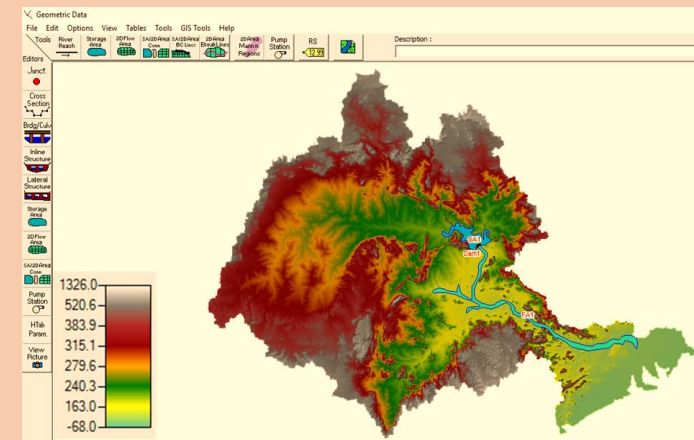 Geometric Data
File Edit Options View Tables Tools GIS Tools Help
Tools
River Reach
Storage Area
2D Flow Area
SA/2D Area Conn
SA/2D Area BC Lines
2D Area BreakLines
2D Area Mann n Regions
Pump Station
RS
12.99
Description :
Editors
Junct.
Cross Section
Brdg/Culv
Inline Structure
Lateral Structure
Storage Area
2D Flow Area
SA/2D Area Conn
Pump Station
HTab Param.
View Picture
SA1
Dam1
FA1
1326.0
520.6
383.9
315.1
279.6
240.3
163.0
-68.0